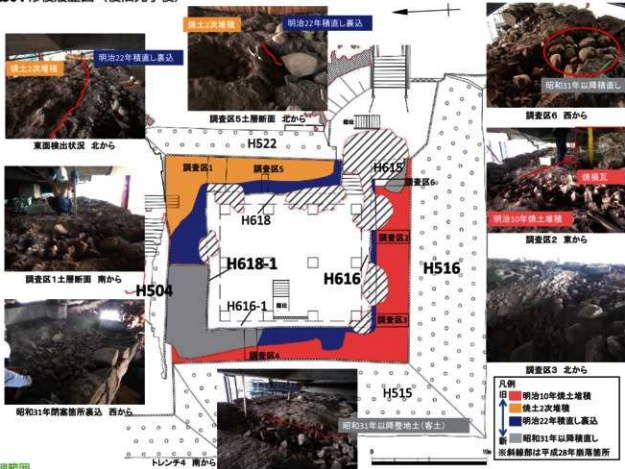 焼土2次堆積
明治22年積直し裏込
東面検出状況 北から
焼土2次堆積
明治22年積直し裏込
調査区5土層断面 北から
昭和31年以降積直し
調査区6 西から
焼損瓦
明治10年焼土堆積
調査区2 東から
調査区1土層断面 南から
調査区3 北から
昭和31年閉塞箇所裏込 西から
昭和31年以降整地土(客土)
トレンチ4 南から
H522
調査区1
調査区5
H618
H615
調査区6
調査区2
H618-1
H616
H516
H504
H616-1
調査区3
調査区4
H515
凡例
旧
新
明治10年焼土堆積
焼土2次堆積
明治22年積直し裏込
昭和31年以降積直し
※斜線部は平成28年崩落箇所
0
10m